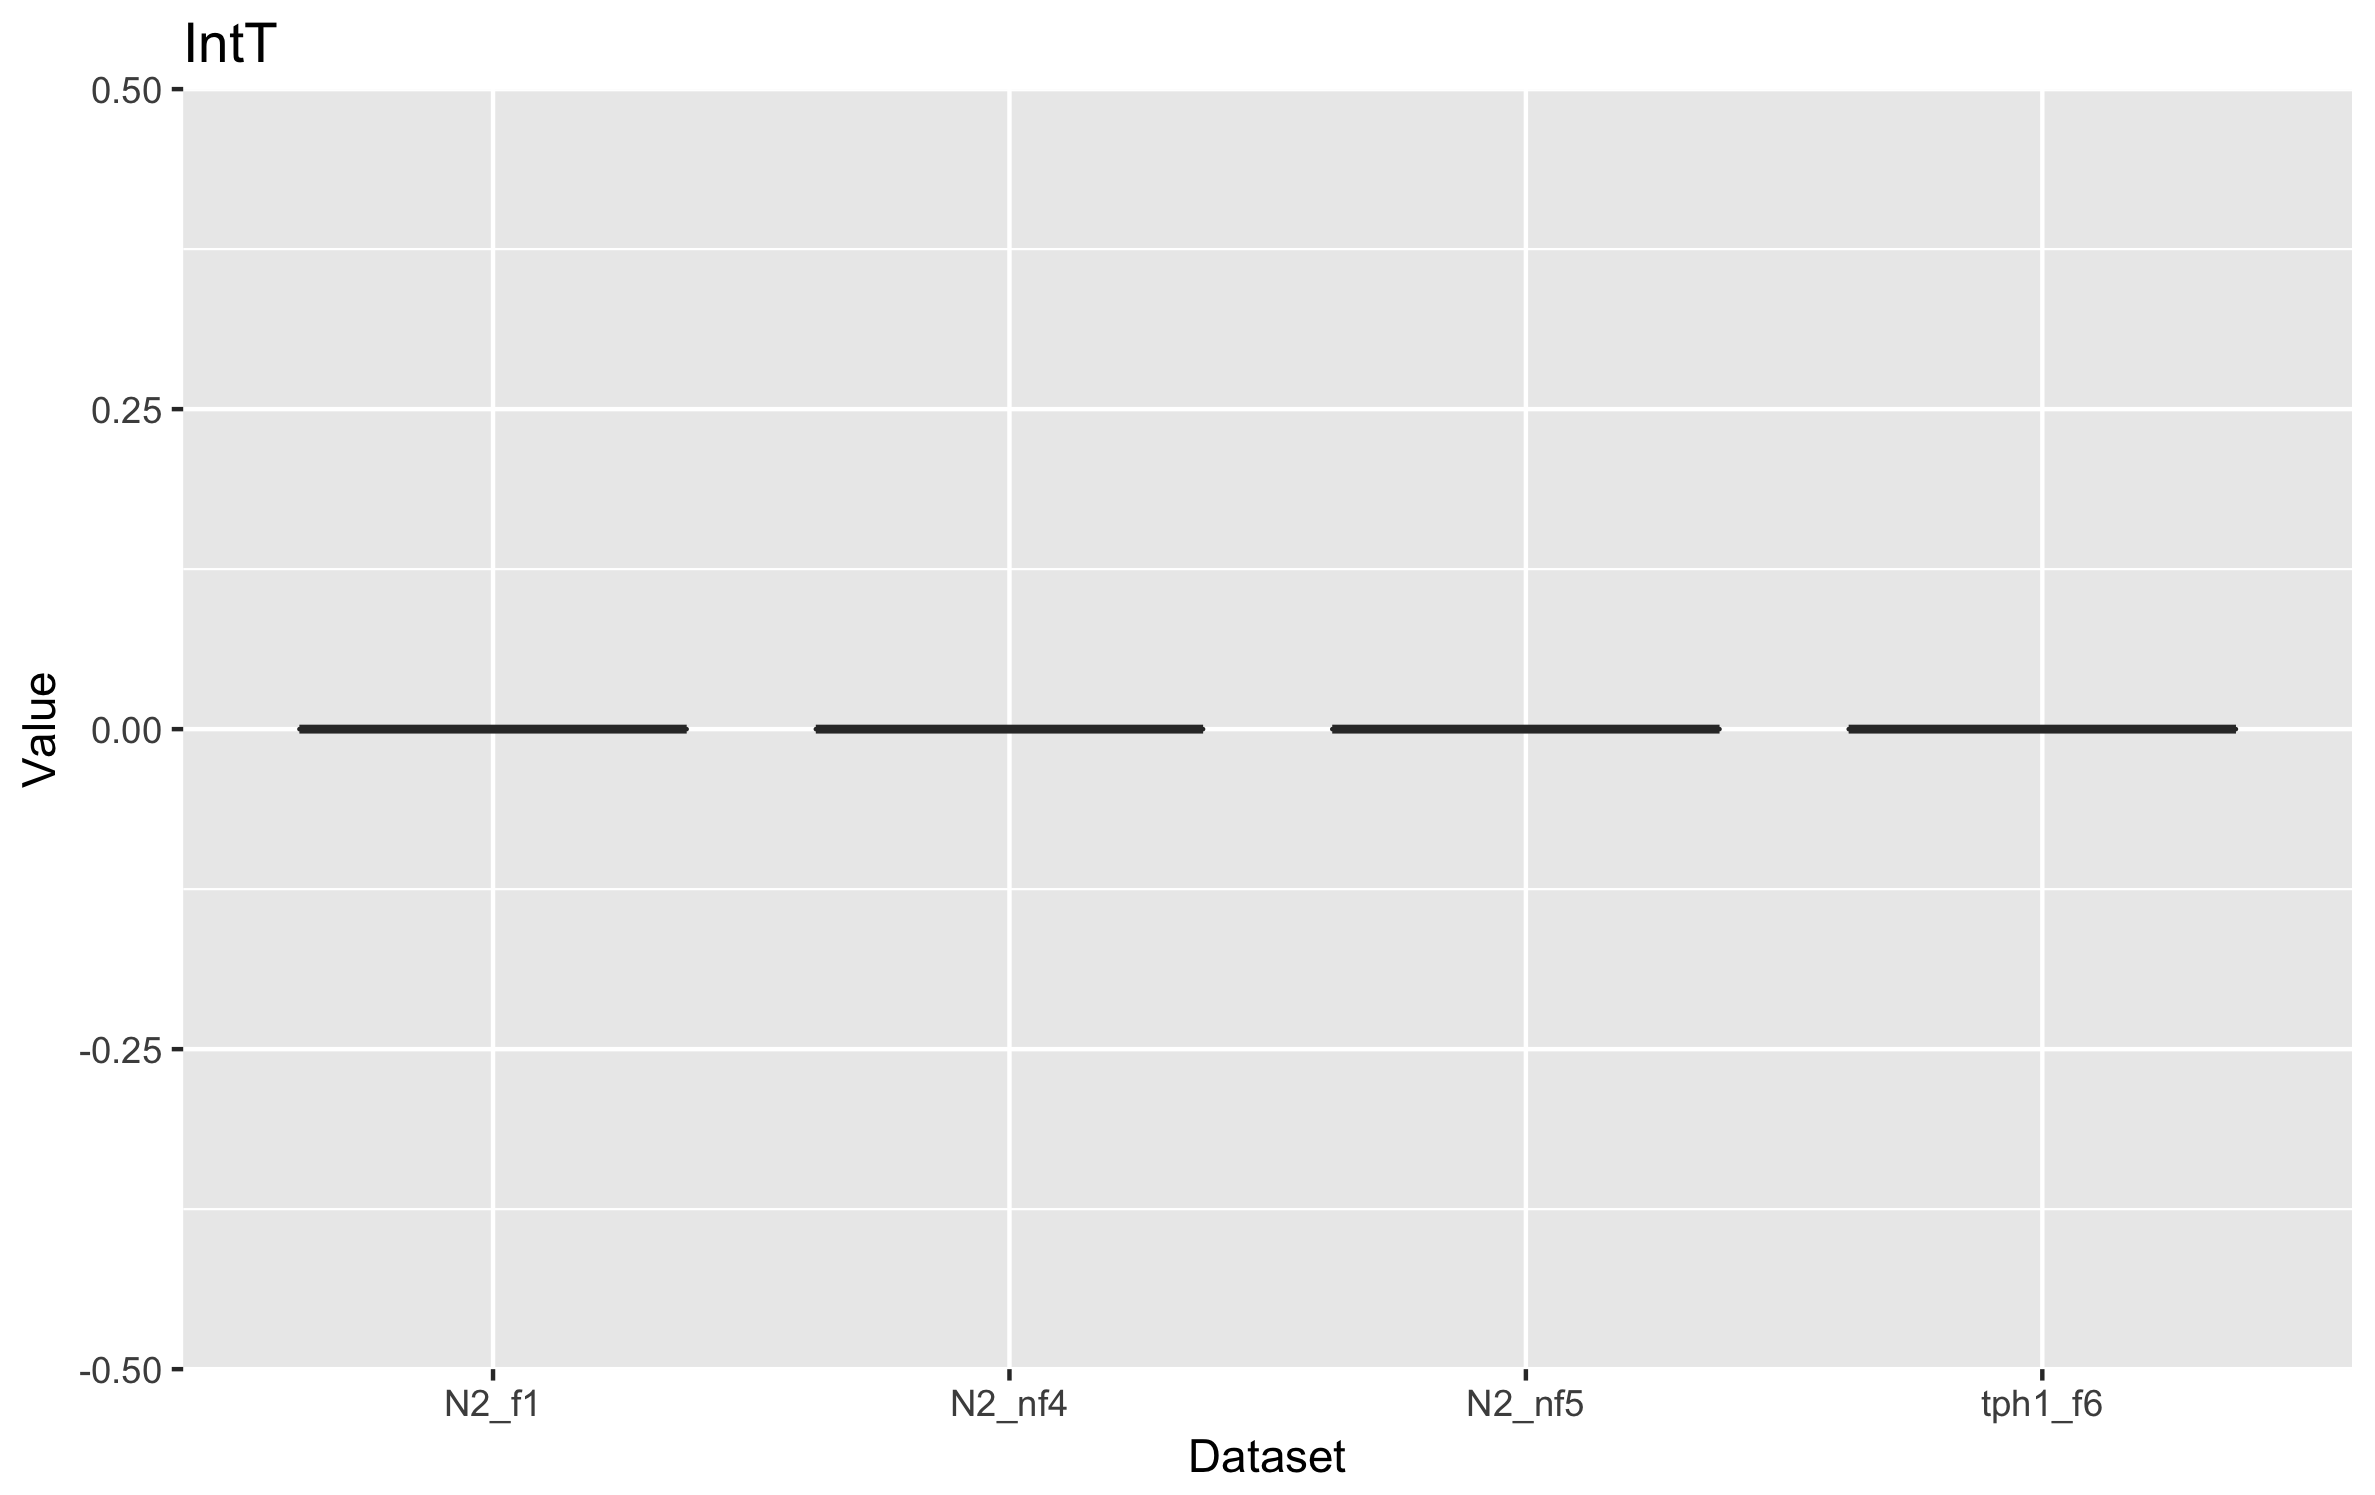 IntT
0.50
0.25
0.00
-0.25
-0.50
Value
N2_f1
N2_nf4
N2_nf5
tph1_f6
Dataset